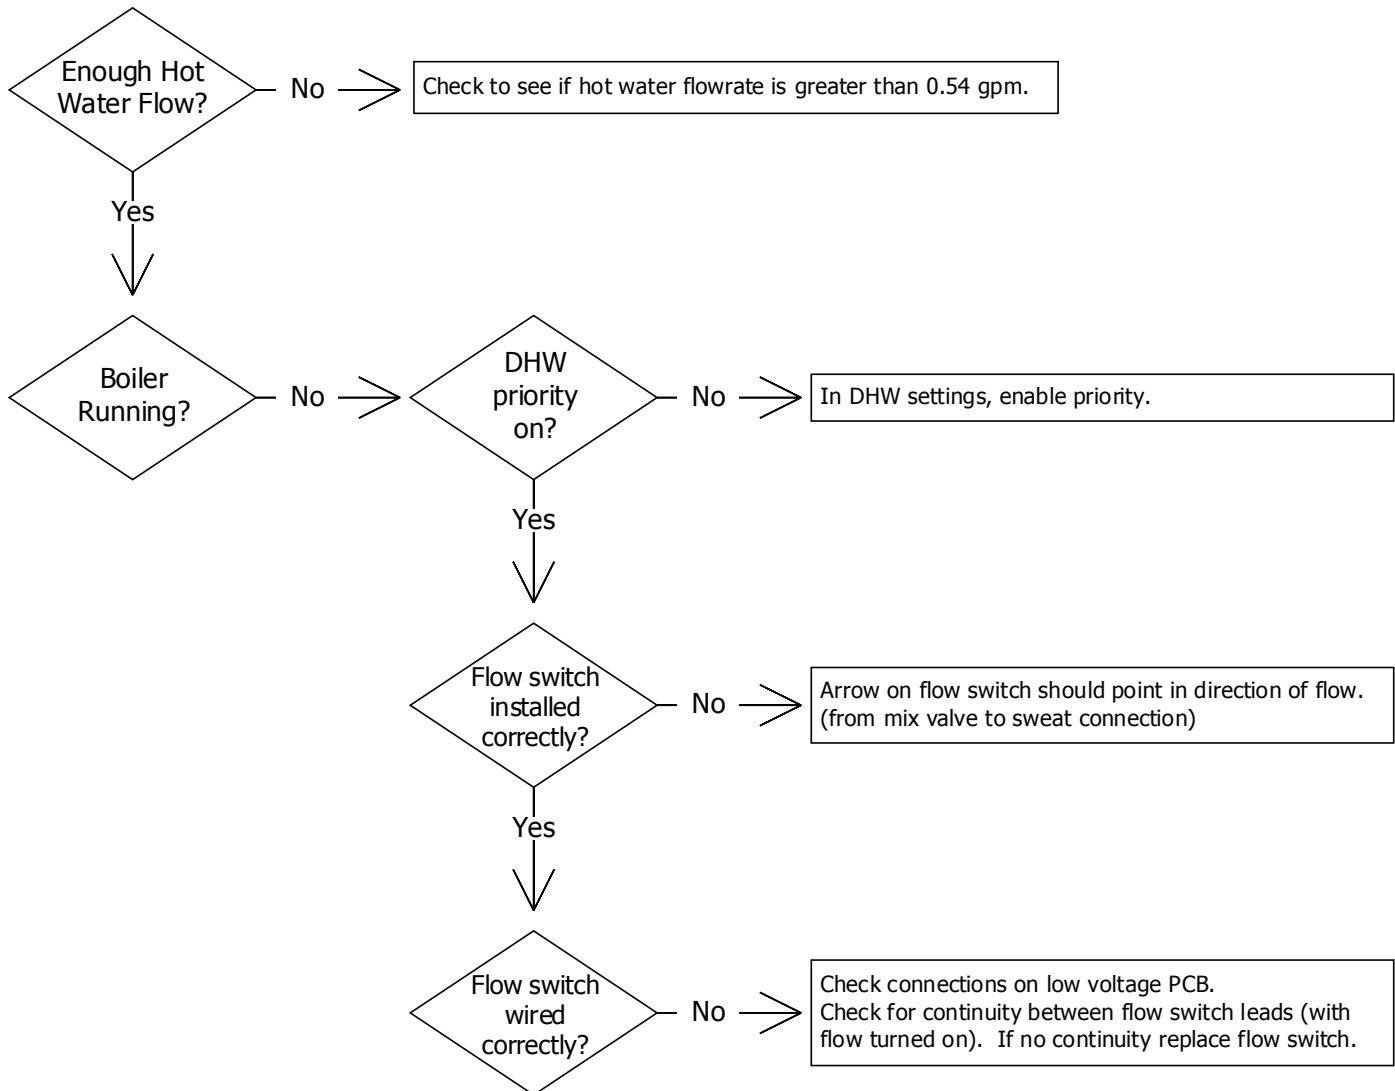 Enough Hot
Water Flow?
No
Check to see if hot water flowrate is greater than 0.54 gpm.
Yes
Boiler
Running?
No
DHW
priority
on?
No
In DHW settings, enable priority.
Yes
Flow switch
installed
correctly?
No
Arrow on flow switch should point in direction of flow.
(from mix valve to sweat connection)
Yes
Flow switch
wired
correctly?
No
Check connections on low voltage PCB.
Check for continuity between flow switch leads (with
flow turned on).  If no continuity replace flow switch.